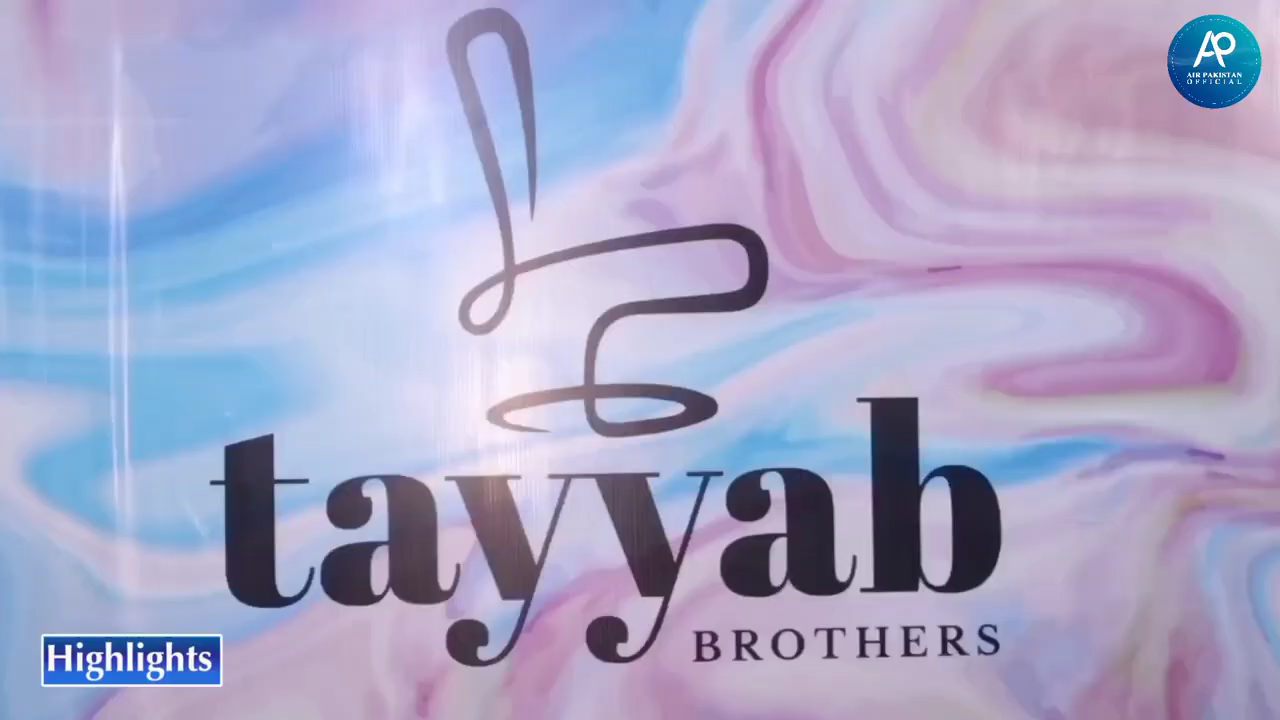 AP
AIR PAKISTAN
OFFICIAL
tayyab
BROTHERS
Highlights